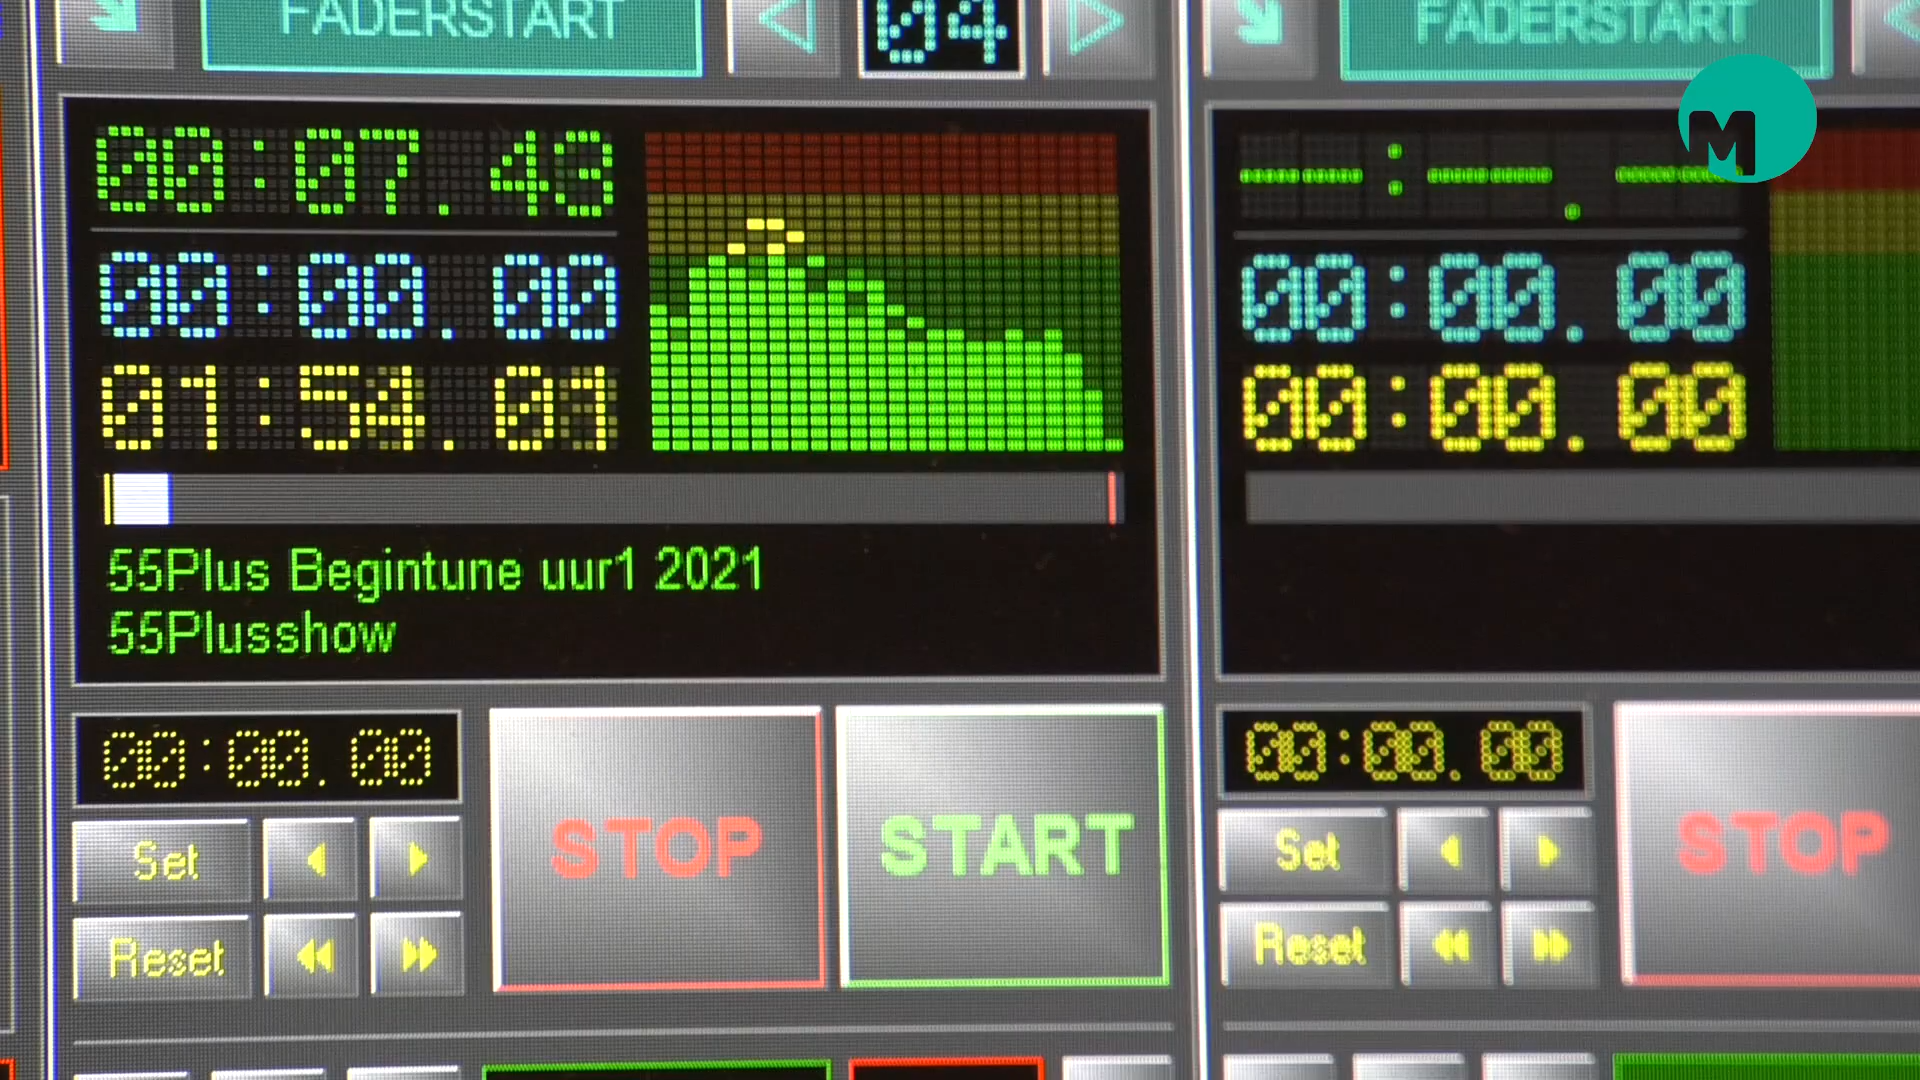 FADERSTART
04
FADERSTART
M
00:07.43
00:00.00
01:54.01
55Plus Begintune uur1 2021
55Plusshow
--:--.--
00:00.00
00:00.00
00:00.00
STOP
START
Set
Reset
00:00.00
STOP
Set
Reset